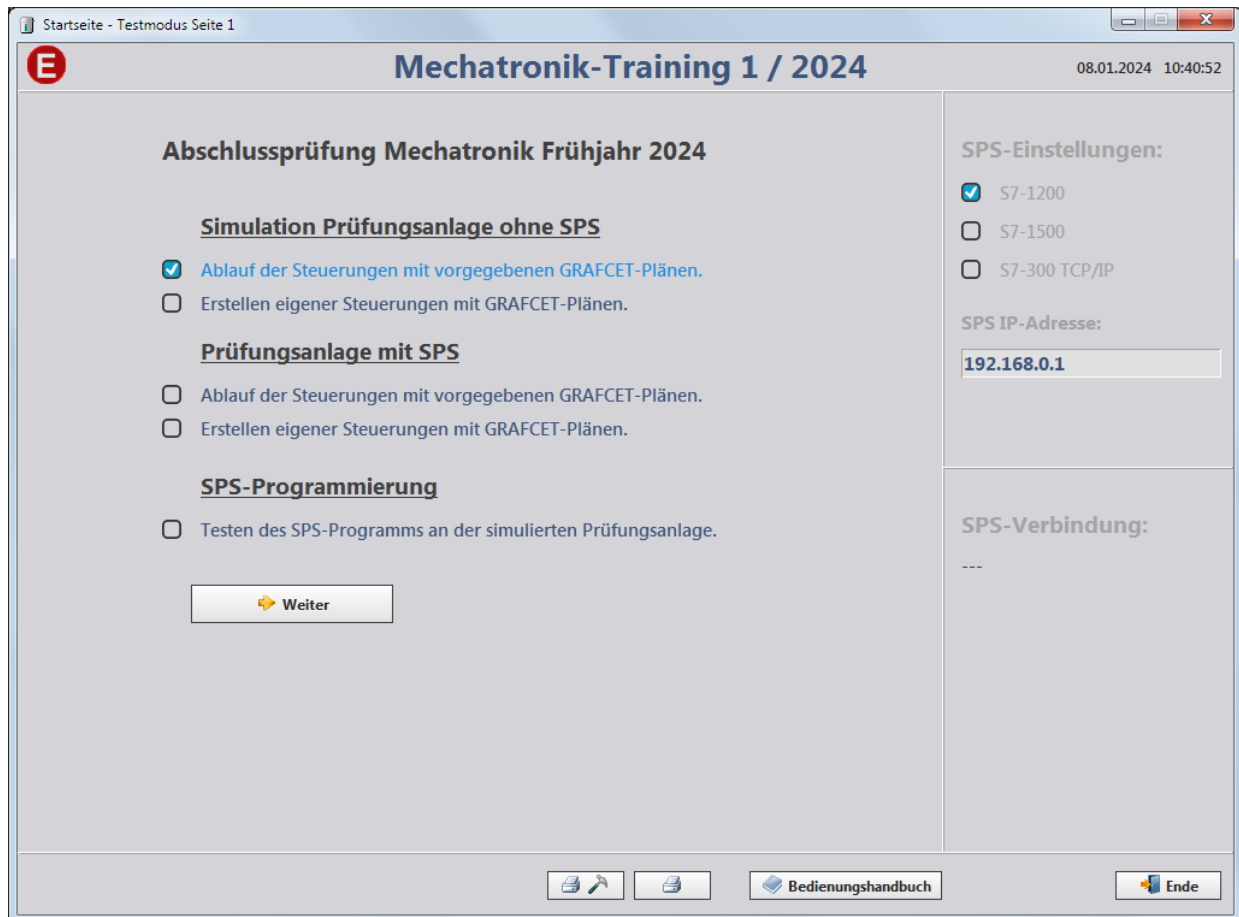 Startseite - Testmodus Seite 1
E
Mechatronik-Training 1 / 2024
08.01.2024 10:40:52
Abschlussprüfung Mechatronik Frühjahr 2024
Simulation Prüfungsanlage ohne SPS
Ablauf der Steuerungen mit vorgegebenen GRAFCET-Plänen.
Erstellen eigener Steuerungen mit GRAFCET-Plänen.
Prüfungsanlage mit SPS
Ablauf der Steuerungen mit vorgegebenen GRAFCET-Plänen.
Erstellen eigener Steuerungen mit GRAFCET-Plänen.
SPS-Programmierung
Testen des SPS-Programms an der simulierten Prüfungsanlage.
Weiter
SPS-Einstellungen:
S7-1200
S7-1500
S7-300 TCP/IP
SPS IP-Adresse:
192.168.0.1
SPS-Verbindung:
---
Bedienungshandbuch
Ende